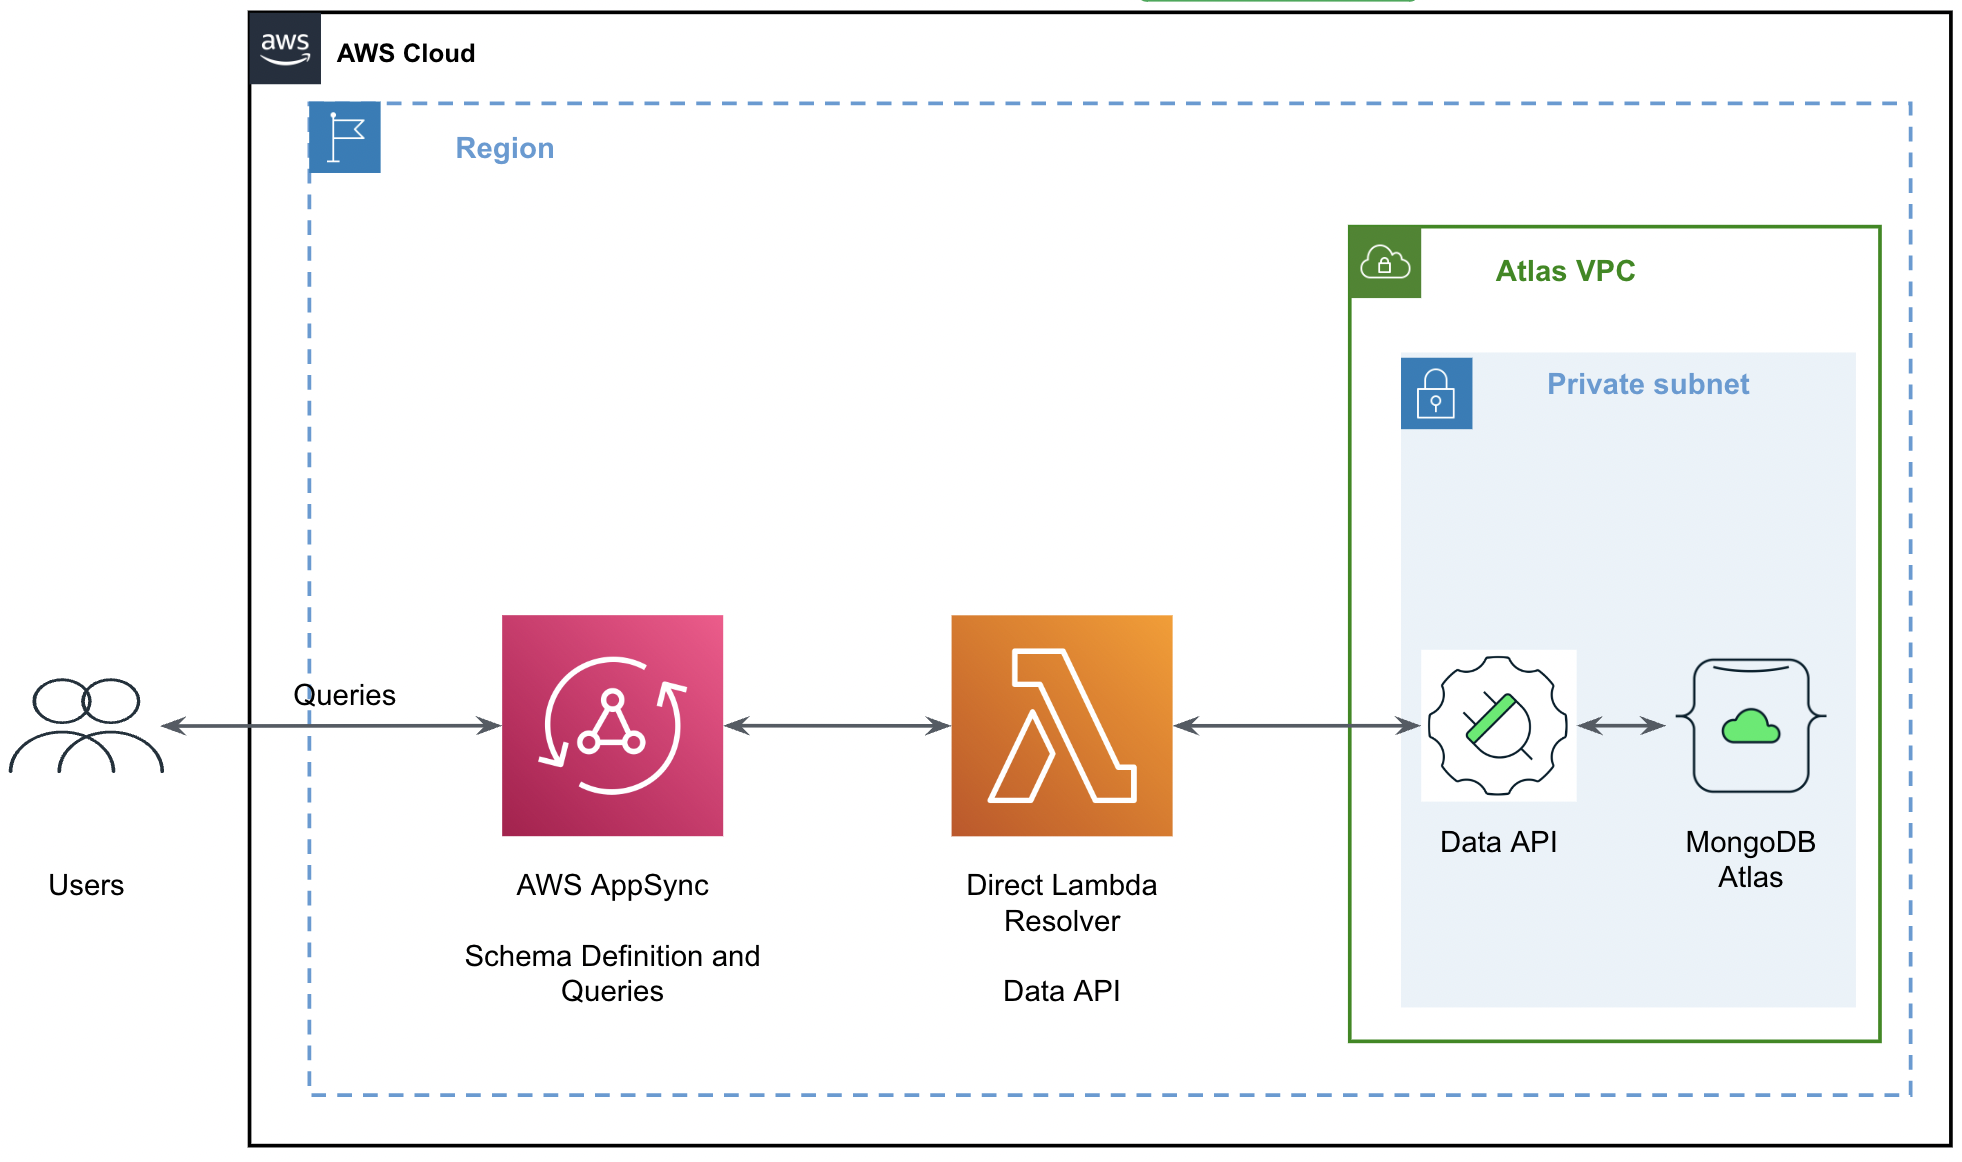 aws
AWS Cloud
Region
Atlas VPC
Private subnet
Queries
Users
AWS AppSync
Schema Definition and
Queries
Direct Lambda
Resolver
Data API
Data API
MongoDB
Atlas